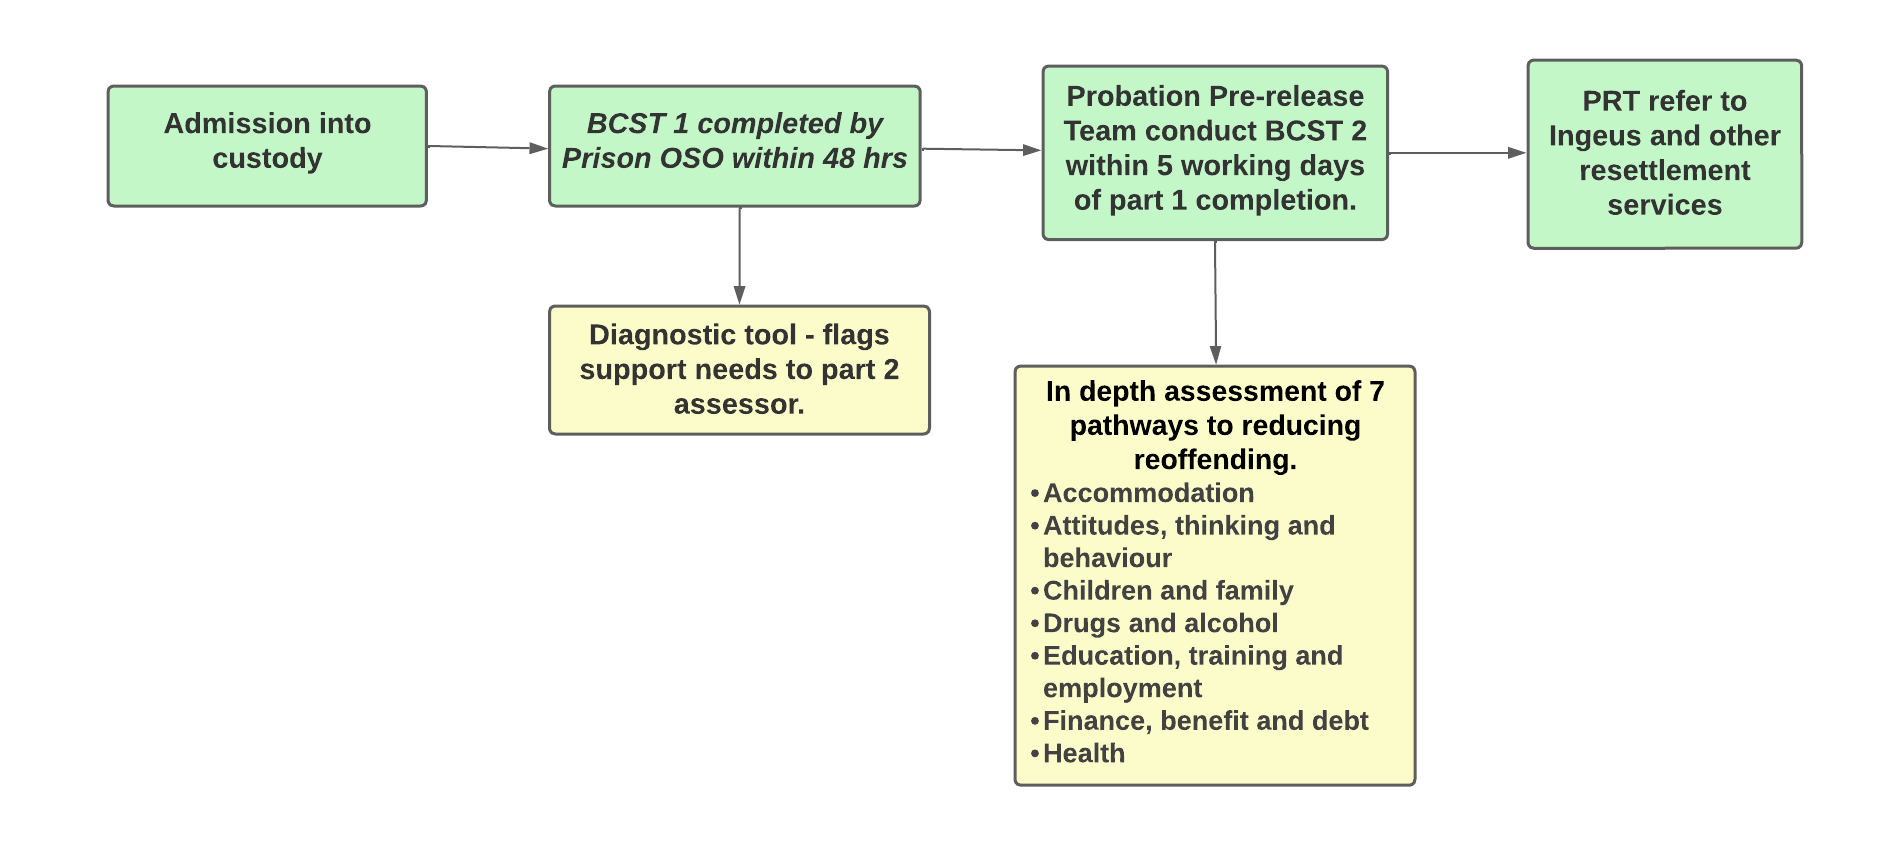 Admission into
custody
BCST 1 completed by
Prison OSO within 48 hrs
Probation Pre-release
Team conduct BCST 2
within 5 working days
of part 1 completion.
PRT refer to
Ingeus and other
resettlement
services
Diagnostic tool - flags
support needs to part 2
assessor.
In depth assessment of 7
pathways to reducing
reoffending.
•Accommodation
•Attitudes, thinking and
behaviour
•Children and family
•Drugs and alcohol
•Education, training and
employment
•Finance, benefit and debt
•Health